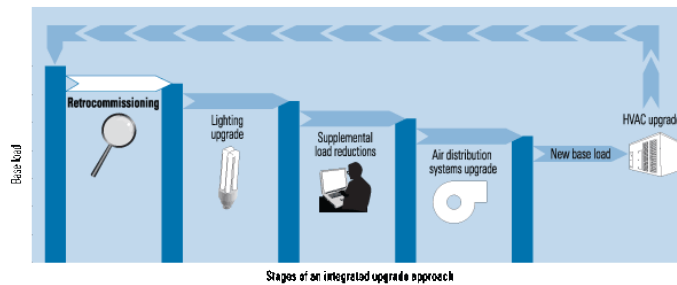 Retrocommissioning
Lighting
upgrade
Supplemental
load reductions
Air distribution
systems upgrade
New base load
HVAC upgrade
Base load
Stages of an integrated upgrade approach